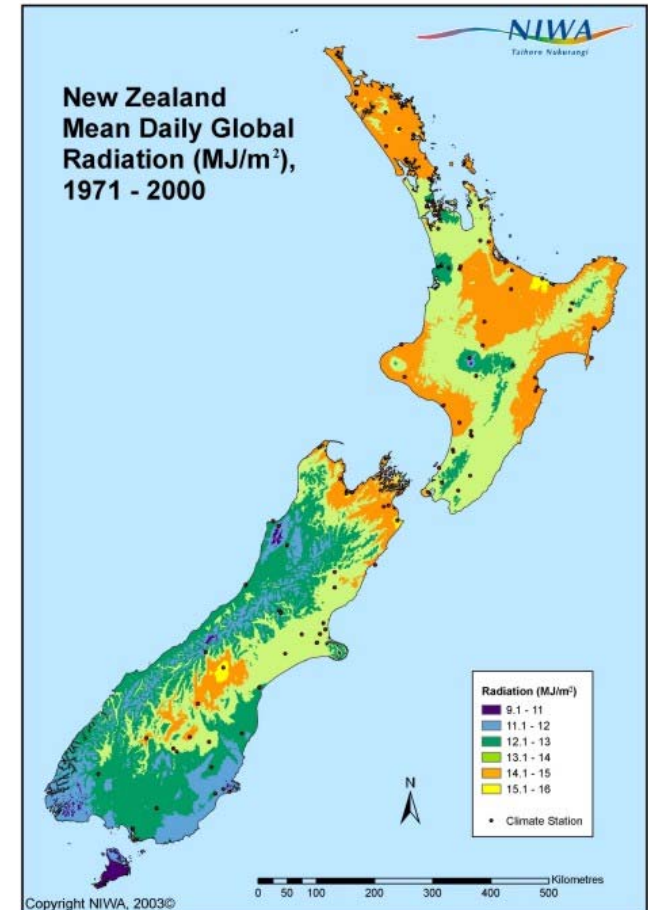 NIWA
Taihoro Nukurangi
New Zealand
Mean Daily Global
Radiation (MJ/m²),
1971 - 2000
Radiation (MJ/m²)
9.1 - 11
11.1 - 12
12.1 - 13
13.1 - 14
14.1 - 15
15.1 - 16
Climate Station
N
Kilometres
0 50 100 200 300 400 500
Copyright NIWA, 2003©